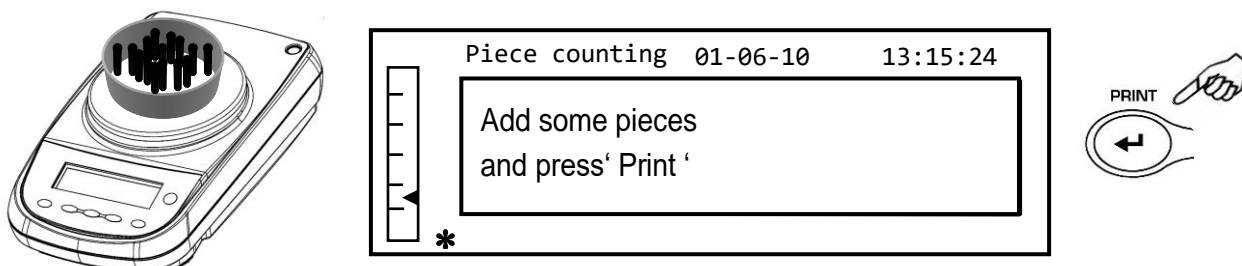 Piece counting 01-06-10 13:15:24
Add some pieces
and press‘ Print ‘
PRINT
*